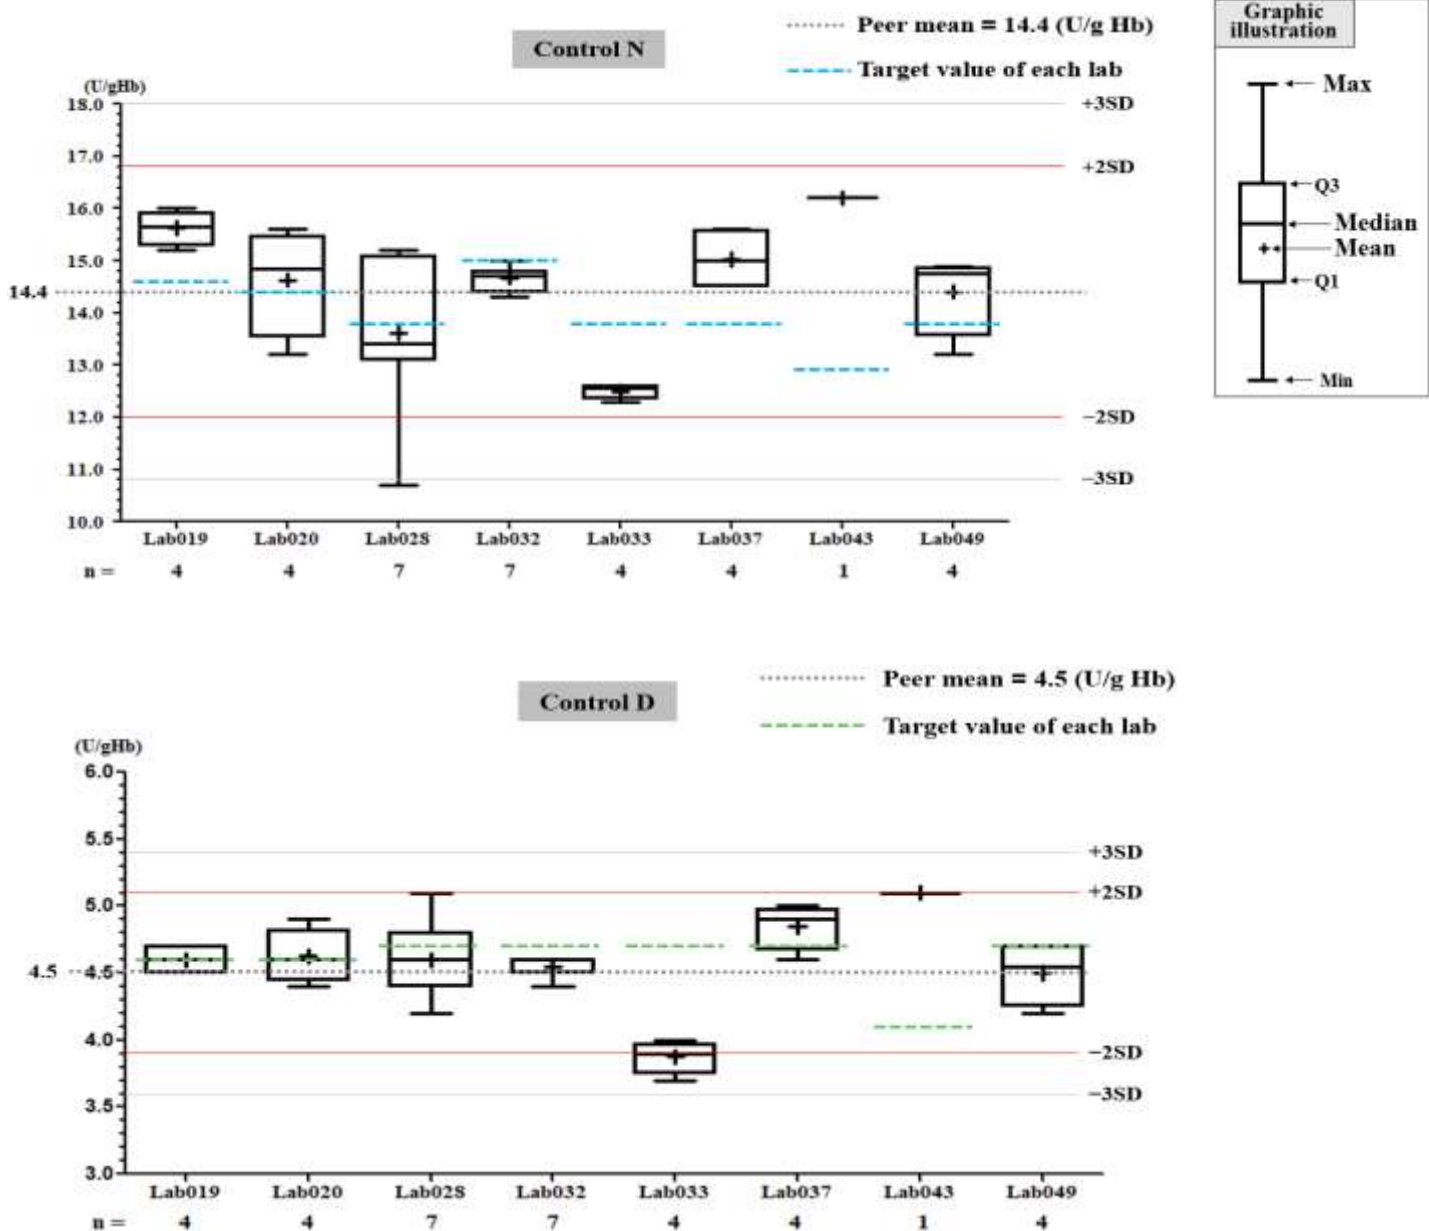 Control N
Peer mean = 14.4 (U/g Hb)
Target value of each lab
(U/gHb)
18.0
17.0
16.0
15.0
14.4
14.0
13.0
12.0
11.0
10.0
+3SD
+2SD
−2SD
−3SD
Lab019 Lab020 Lab028 Lab032 Lab033 Lab037 Lab043 Lab049
n = 4 4 7 7 4 4 1 4
Graphic
illustration
Max
Q3
Median
Mean
Q1
Min
Control D
Peer mean = 4.5 (U/g Hb)
Target value of each lab
(U/gHb)
6.0
5.5
5.0
4.5 4.5
4.0
3.5
3.0
+3SD
+2SD
−2SD
−3SD
Lab019 Lab020 Lab028 Lab032 Lab033 Lab037 Lab043 Lab049
n = 4 4 7 7 4 4 1 4